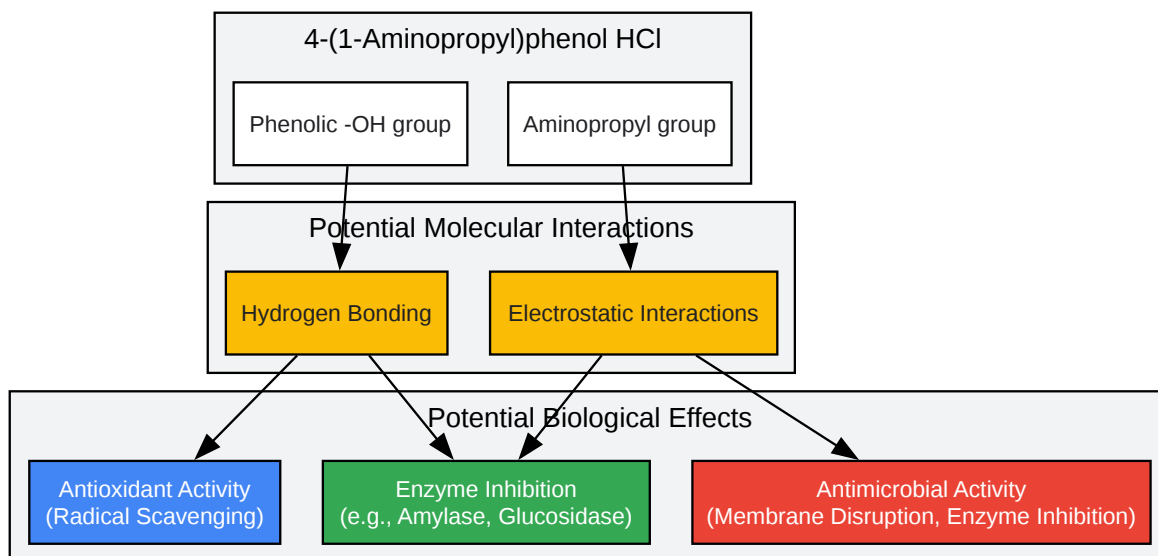 4-(1-Aminopropyl)phenol HCl
Phenolic -OH group
Aminopropyl group
Potential Molecular Interactions
Hydrogen Bonding
Electrostatic Interactions
Potential Biological Effects
Antioxidant Activity
(Radical Scavenging)
Enzyme Inhibition
(e.g., Amylase, Glucosidase)
Antimicrobial Activity
(Membrane Disruption, Enzyme Inhibition)